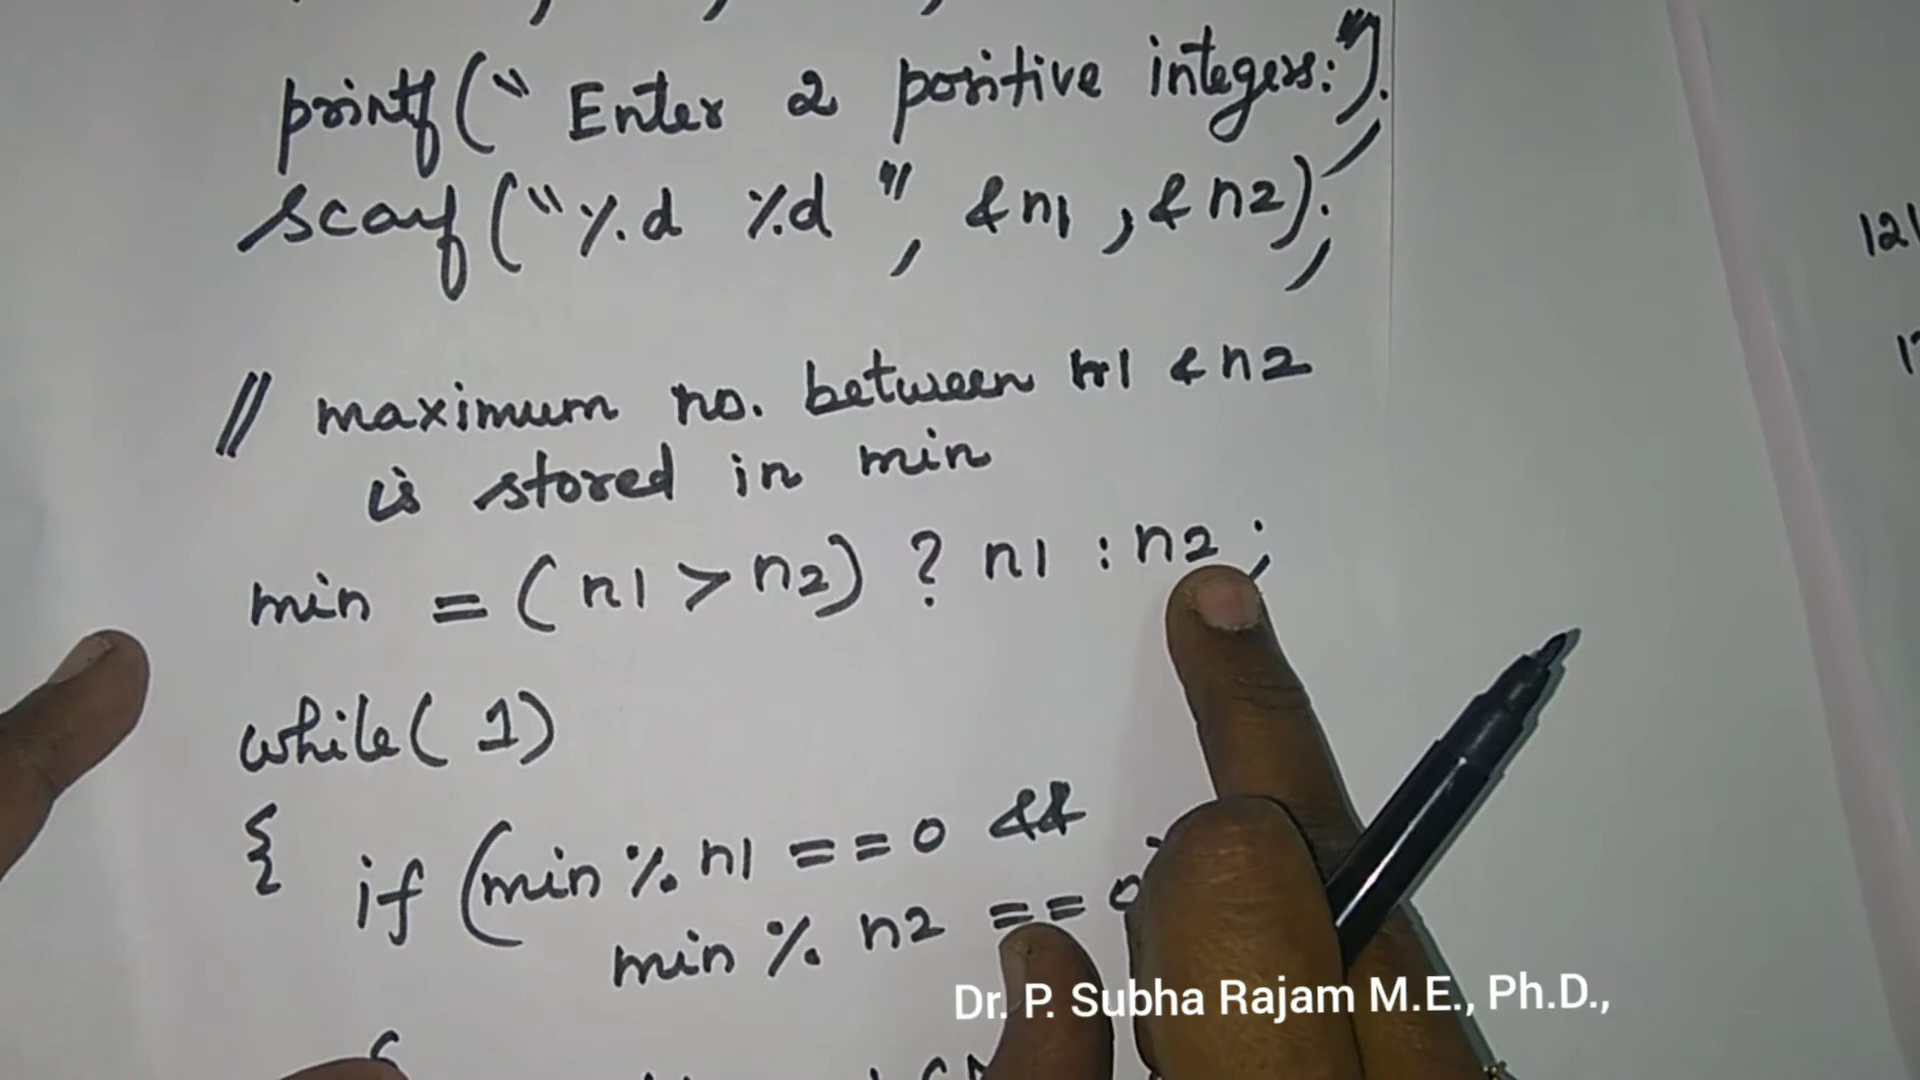 printf(" Enter 2 positive integers:");
scanf("%d %d ", &n1, &n2);
// maximum no. between n1 & n2
is stored in min
min = (n1 > n2) ? n1 : n2;
while( 1)
{ if (min % n1 == 0 &&
min % n2 == 0
Dr. P. Subha Rajam M.E., Ph.D.,